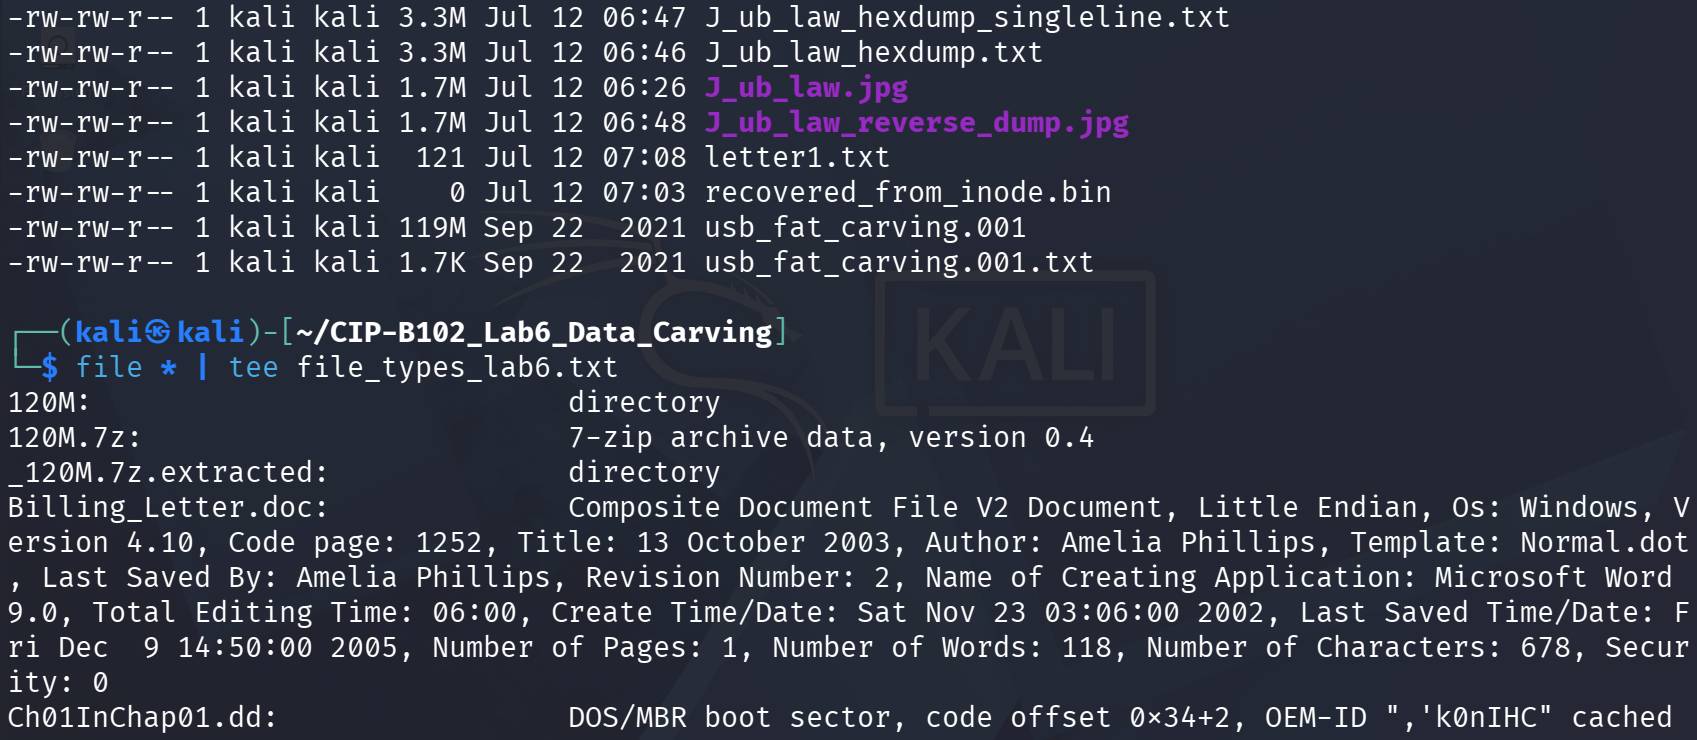 -rw-rw-r-- 1 kali kali 3.3M Jul 12 06:47 J_ub_law_hexdump_singleline.txt
-rw-rw-r-- 1 kali kali 3.3M Jul 12 06:46 J_ub_law_hexdump.txt
-rw-rw-r-- 1 kali kali 1.7M Jul 12 06:26 J_ub_law.jpg
-rw-rw-r-- 1 kali kali 1.7M Jul 12 06:48 J_ub_law_reverse_dump.jpg
-rw-rw-r-- 1 kali kali  121 Jul 12 07:08 letter1.txt
-rw-rw-r-- 1 kali kali    0 Jul 12 07:03 recovered_from_inode.bin
-rw-rw-r-- 1 kali kali 119M Sep 22  2021 usb_fat_carving.001
-rw-rw-r-- 1 kali kali 1.7K Sep 22  2021 usb_fat_carving.001.txt
┌──(kali㉿kali)-[~/CIP-B102_Lab6_Data_Carving]
└─$ file * | tee file_types_lab6.txt
120M:                            directory
120M.7z:                         7-zip archive data, version 0.4
_120M.7z.extracted:              directory
Billing_Letter.doc:              Composite Document File V2 Document, Little Endian, Os: Windows, V
ersion 4.10, Code page: 1252, Title: 13 October 2003, Author: Amelia Phillips, Template: Normal.dot
, Last Saved By: Amelia Phillips, Revision Number: 2, Name of Creating Application: Microsoft Word
9.0, Total Editing Time: 06:00, Create Time/Date: Sat Nov 23 03:06:00 2002, Last Saved Time/Date: F
ri Dec  9 14:50:00 2005, Number of Pages: 1, Number of Words: 118, Number of Characters: 678, Secur
ity: 0
Ch01InChap01.dd:                 DOS/MBR boot sector, code offset 0x34+2, OEM-ID ",'k0nIHC" cached
KALI